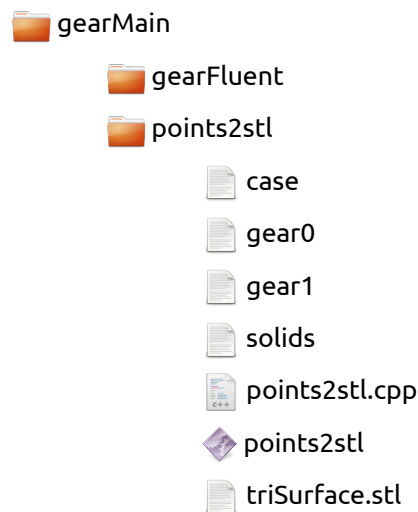 gearMain
gearFluent
points2stl
case
gear0
gear1
solids
points2stl.cpp
points2stl
triSurface.stl